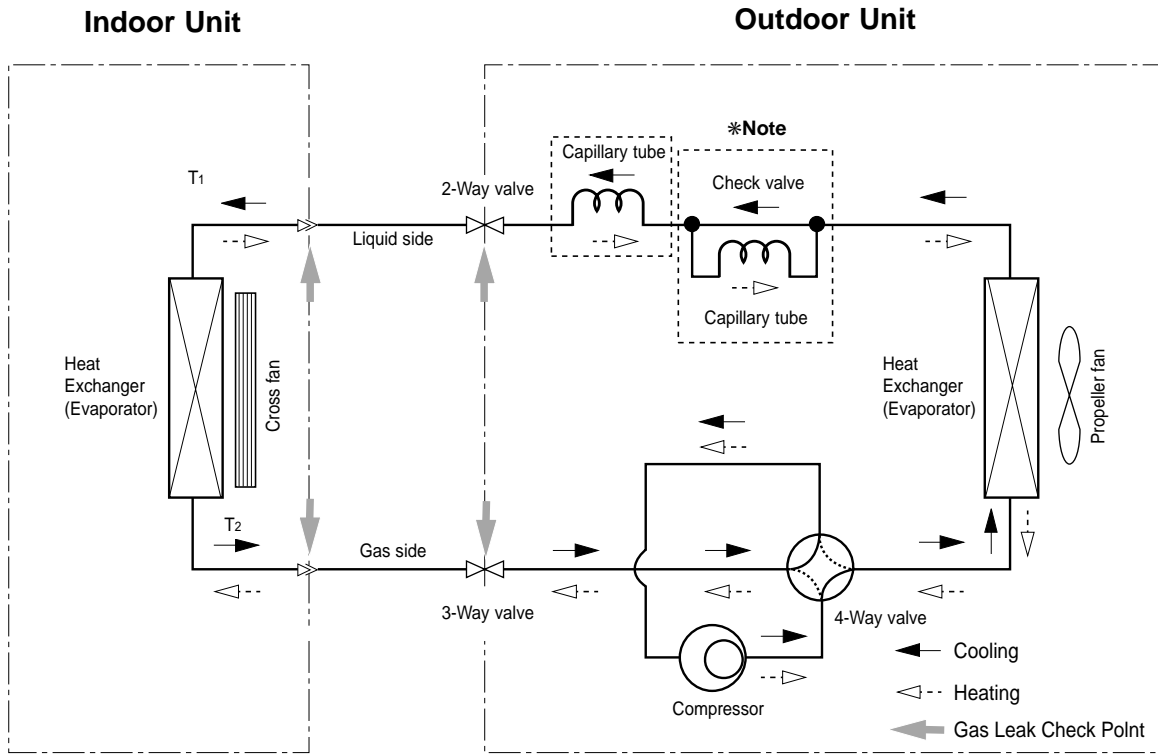 Indoor Unit
Outdoor Unit
✳Note
Capillary tube
Check valve
T1
2-Way valve
Liquid side
Capillary tube
Heat
Exchanger
(Evaporator)
Cross fan
Heat
Exchanger
(Evaporator)
Propeller fan
T2
Gas side
3-Way valve
4-Way valve
Compressor
Cooling
Heating
Gas Leak Check PoInt